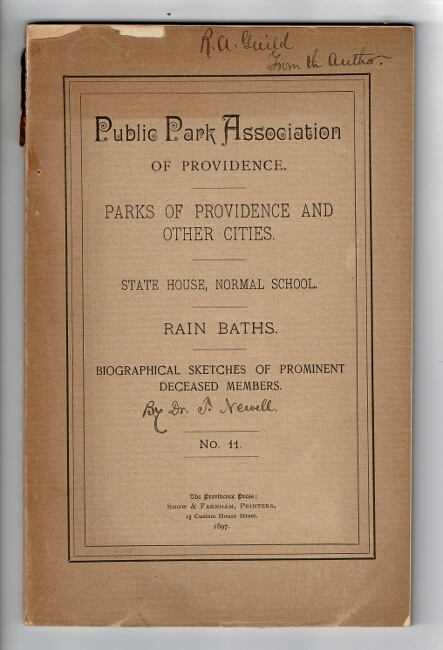 R. A. Guild
From the Author.
Public Park Association
OF PROVIDENCE.
PARKS OF PROVIDENCE AND
OTHER CITIES.
STATE HOUSE, NORMAL SCHOOL.
RAIN BATHS.
BIOGRAPHICAL SKETCHES OF PROMINENT
DECEASED MEMBERS.
By Dr. T. Newell.
No. 11.
The Providence Press:
SNOW & FARNHAM, PRINTERS,
15 Custom House Street.
1897.